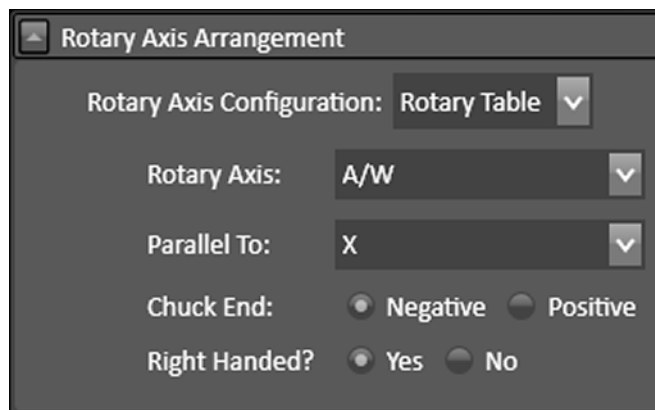 Rotary Axis Arrangement
Rotary Axis Configuration: Rotary Table
Rotary Axis: A/W
Parallel To: X
Chuck End: Negative Positive
Right Handed? Yes No